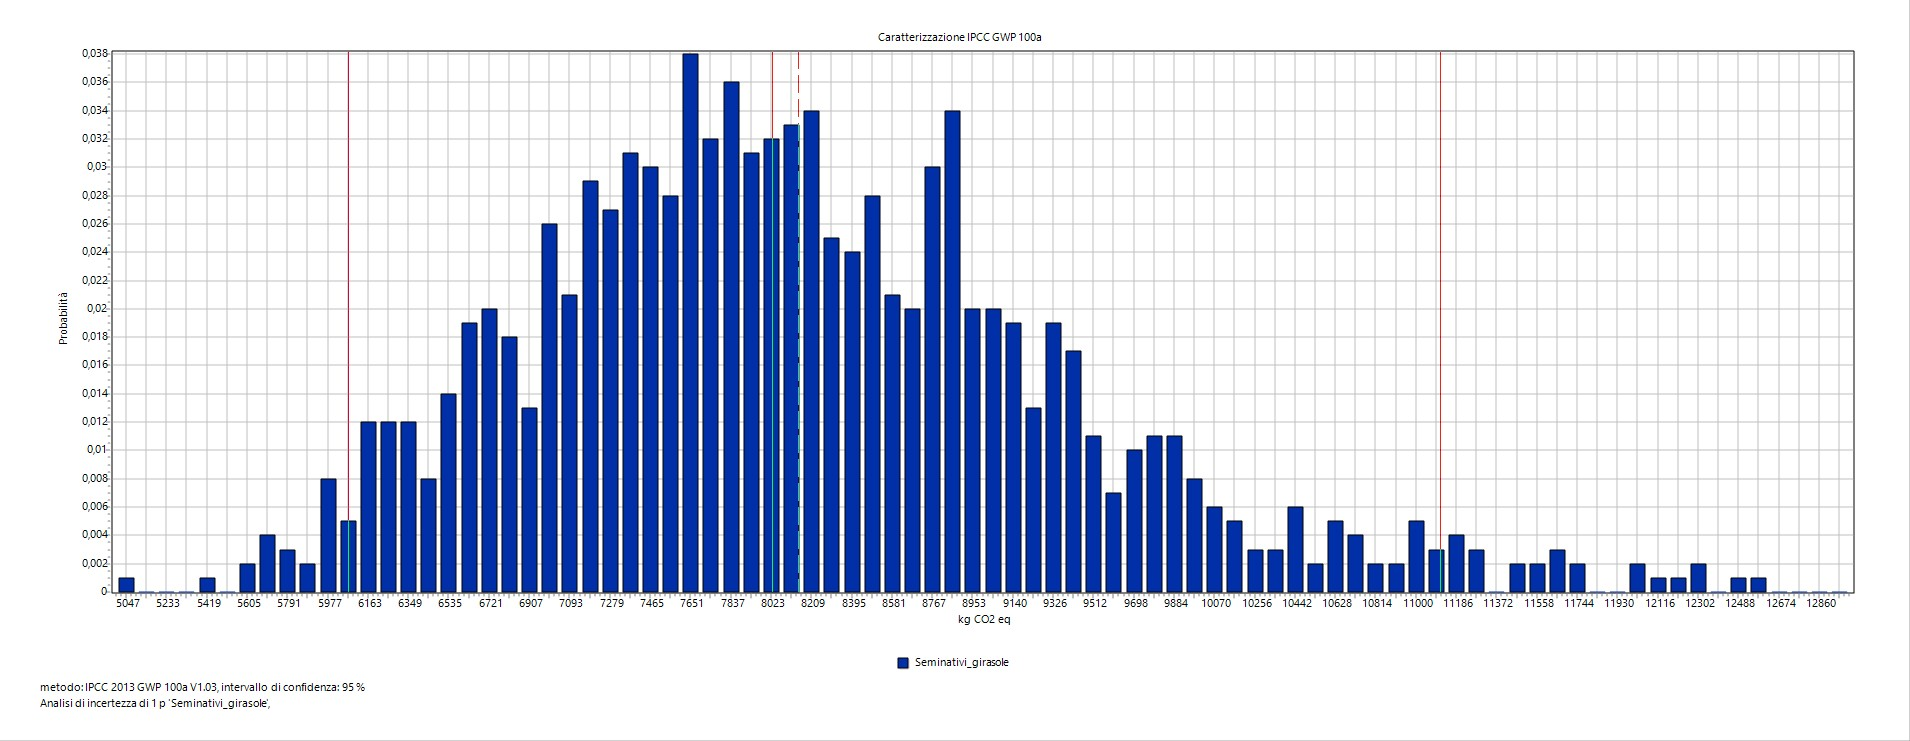 Caratterizzazione IPCC GWP 100a
0,038
0,036
0,034
0,032
0,03
0,028
0,026
0,024
0,022
0,02
0,018
0,016
0,014
0,012
0,01
0,008
0,006
0,004
0,002
0
Probabilità
5047 5233 5419 5605 5791 5977 6163 6349 6535 6721 6907 7093 7279 7465 7651 7837 8023 8209 8395 8581 8767 8953 9140 9326 9512 9698 9884 10070 10256 10442 10628 10814 11000 11186 11372 11558 11744 11930 12116 12302 12488 12674 12860
kg CO2 eq
Seminativi_girasole
metodo: IPCC 2013 GWP 100a V1.03, intervallo di confidenza: 95 %
Analisi di incertezza di 1 p 'Seminativi_girasole',